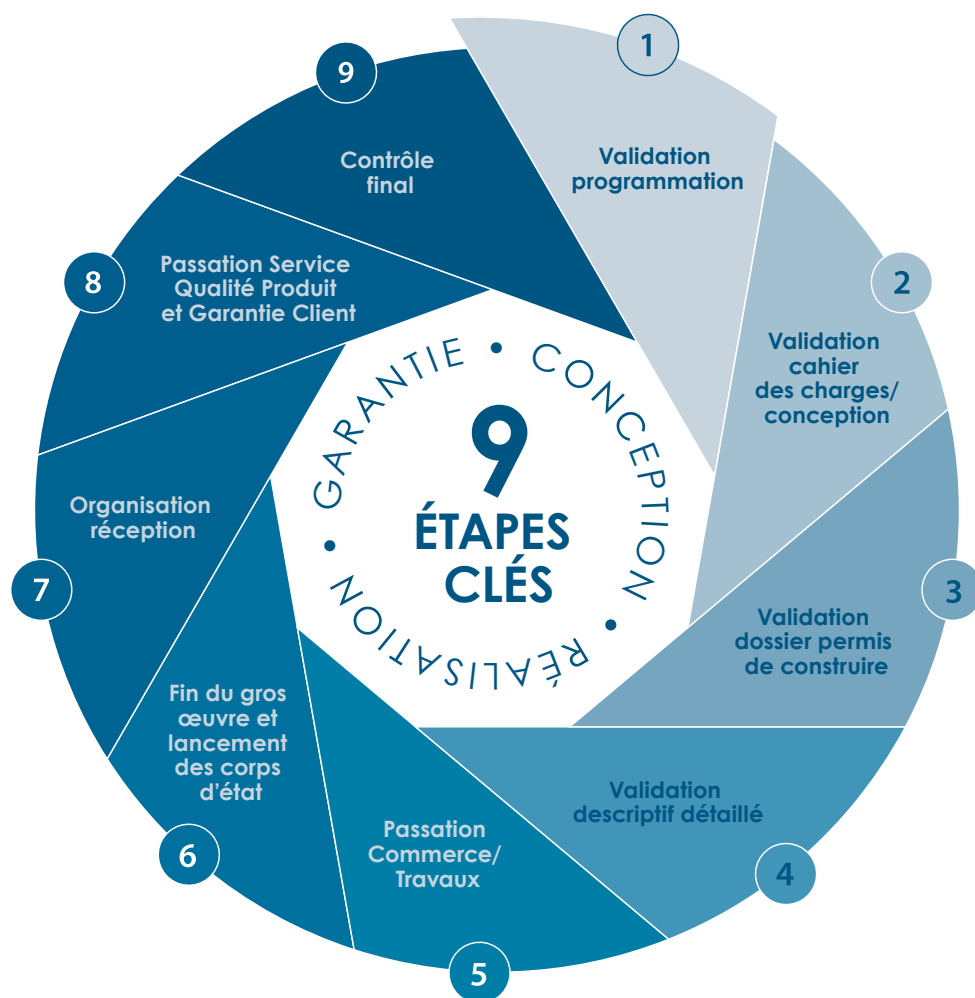 1
Validation
programmation
2
Validation
cahier
des charges/
conception
3
Validation
dossier permis
de construire
4
Validation
descriptif détaillé
5
Passation
Commerce/
Travaux
6
Fin du gros
œuvre et
lancement
des corps
d'état
7
Organisation
réception
8
Passation Service
Qualité Produit
et Garantie Client
9
Contrôle
final
CONCEPTION • RÉALISATION • GARANTIE •
9
ÉTAPES
CLÉS